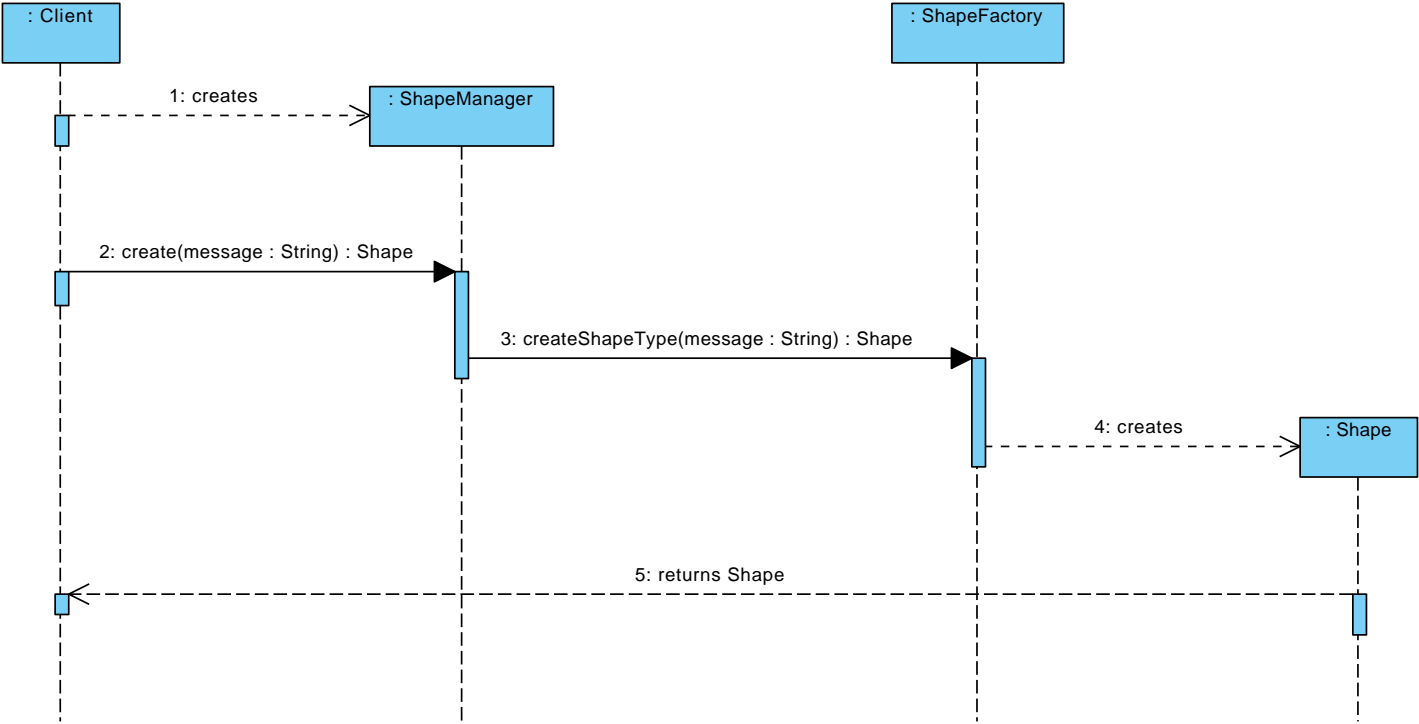 : Client
: ShapeFactory
1: creates
: ShapeManager
2: create(message : String) : Shape
3: createShapeType(message : String) : Shape
4: creates
: Shape
5: returns Shape